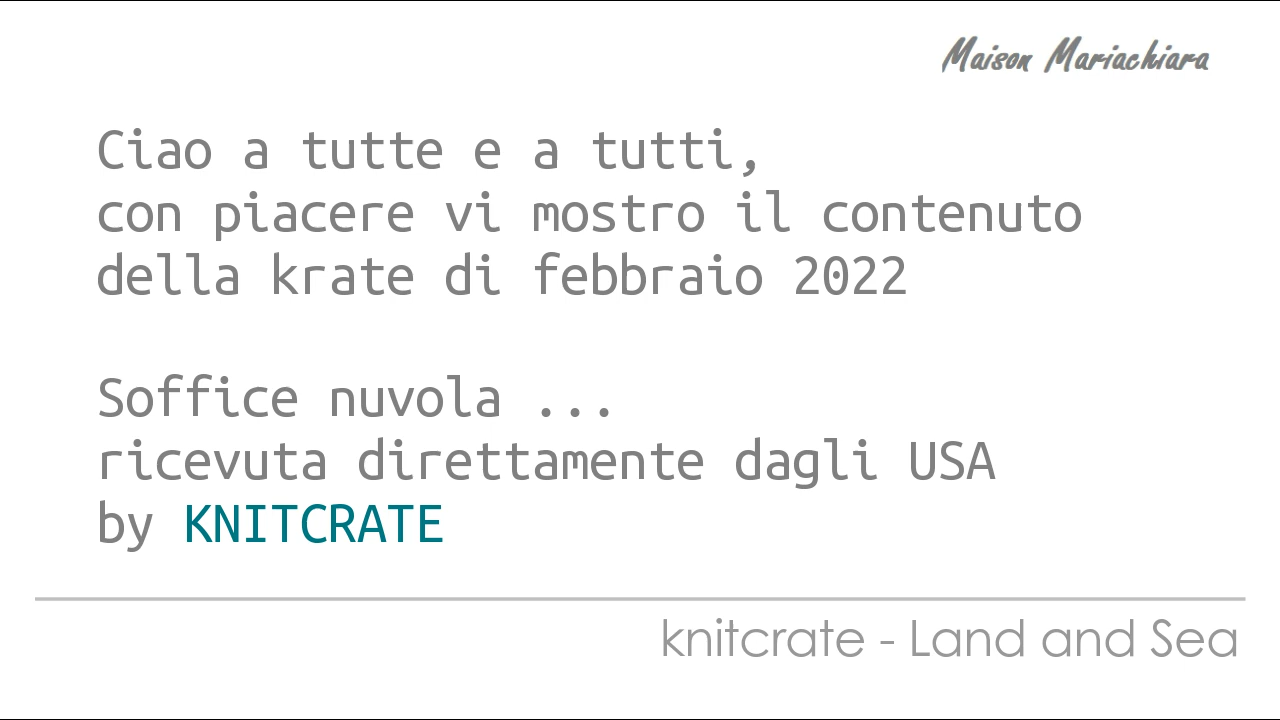 Maison Mariachiara
Ciao a tutte e a tutti,
con piacere vi mostro il contenuto
della krate di febbraio 2022
Soffice nuvola ...
ricevuta direttamente dagli USA
by KNITCRATE
knitcrate - Land and Sea